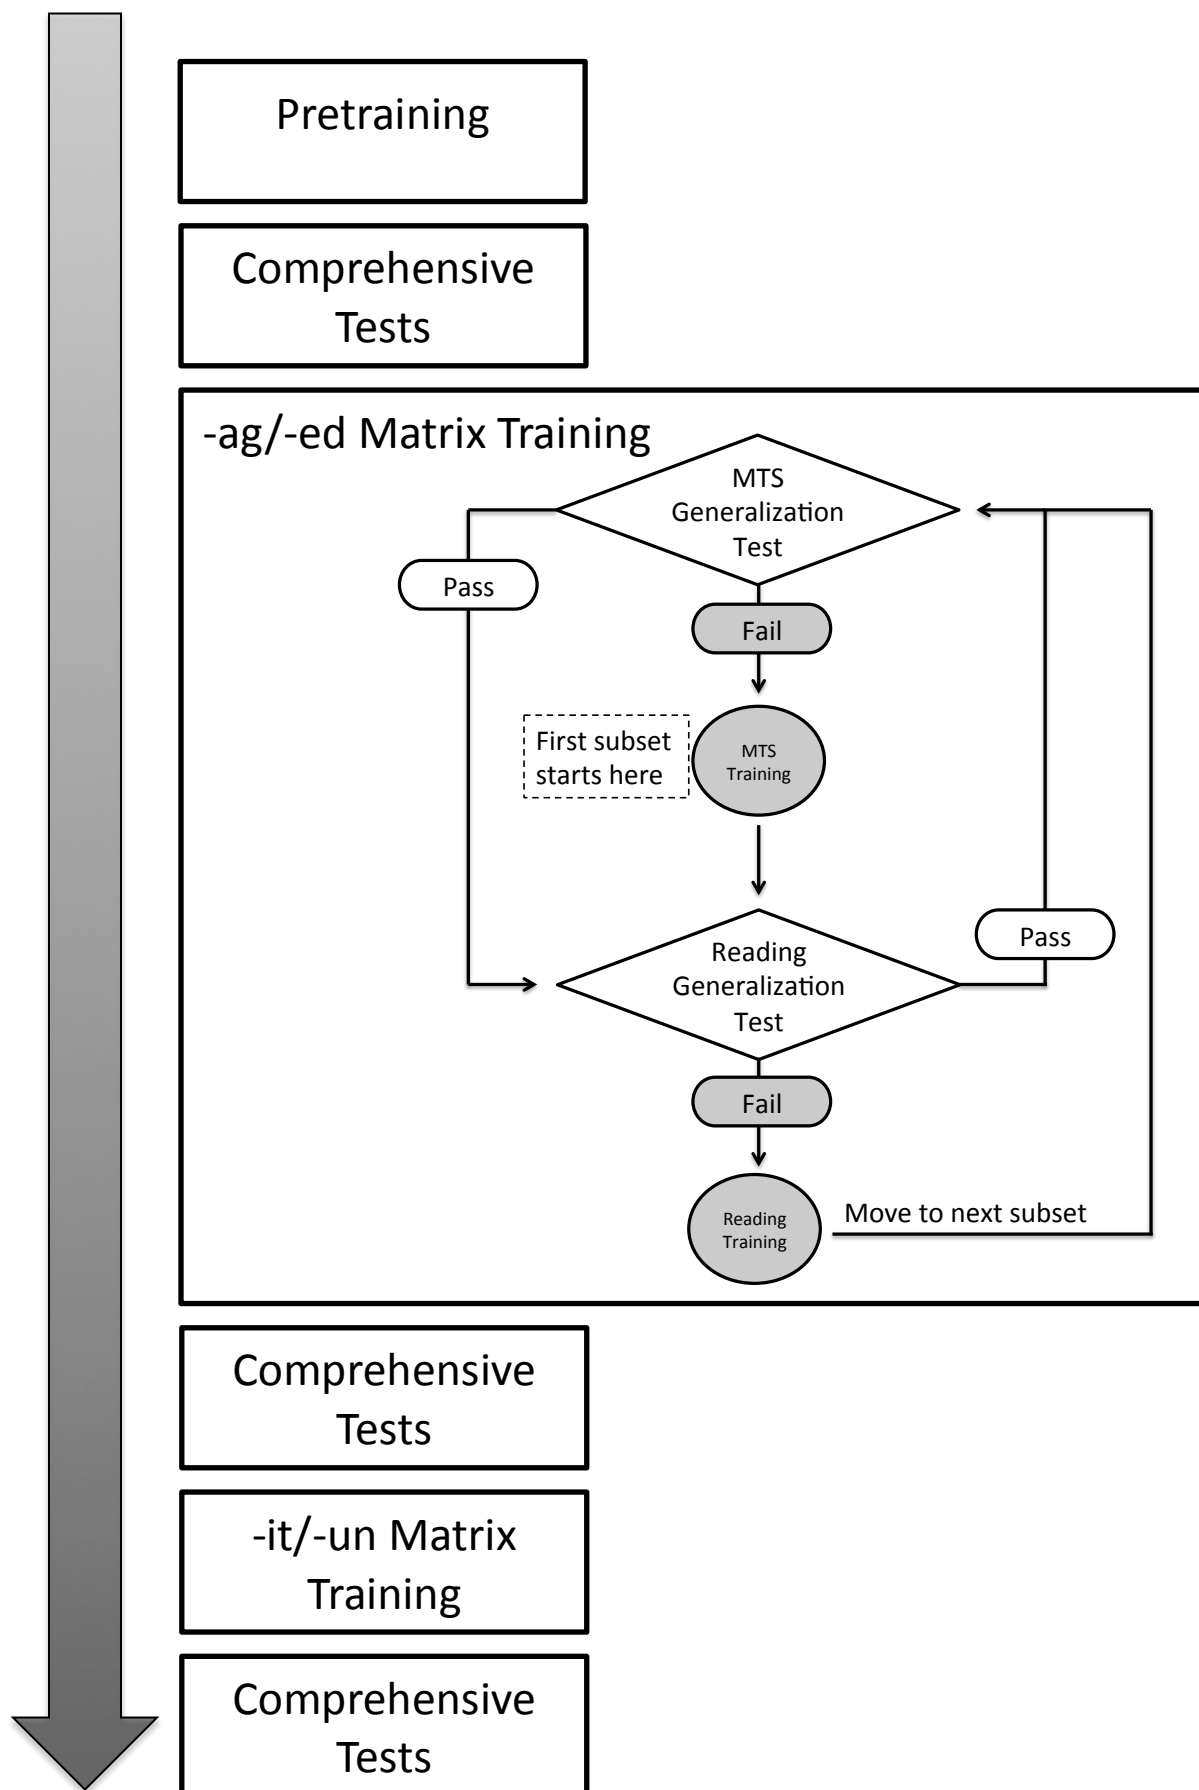 Pretraining
Comprehensive
Tests
-ag/-ed Matrix Training
MTS
Generalization
Test
Pass
Fail
First subset
starts here
MTS
Training
Reading
Generalization
Test
Pass
Fail
Reading
Training
Move to next subset
Comprehensive
Tests
-it/-un Matrix
Training
Comprehensive
Tests